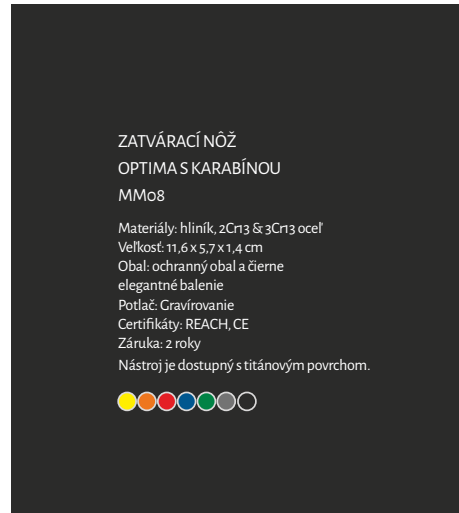 ZATVÁRACÍ NÔŽ
OPTIMA S KARABÍNOU
MM08
Materiály: hliník, 2Cr13 & 3Cr13 oceľ
Veľkosť: 11,6 x 5,7 x 1,4 cm
Obal: ochranný obal a čierne
elegantné balenie
Potlač: Gravírovanie
Certifikáty: REACH, CE
Záruka: 2 roky
Nástroj je dostupný s titánovým povrchom.